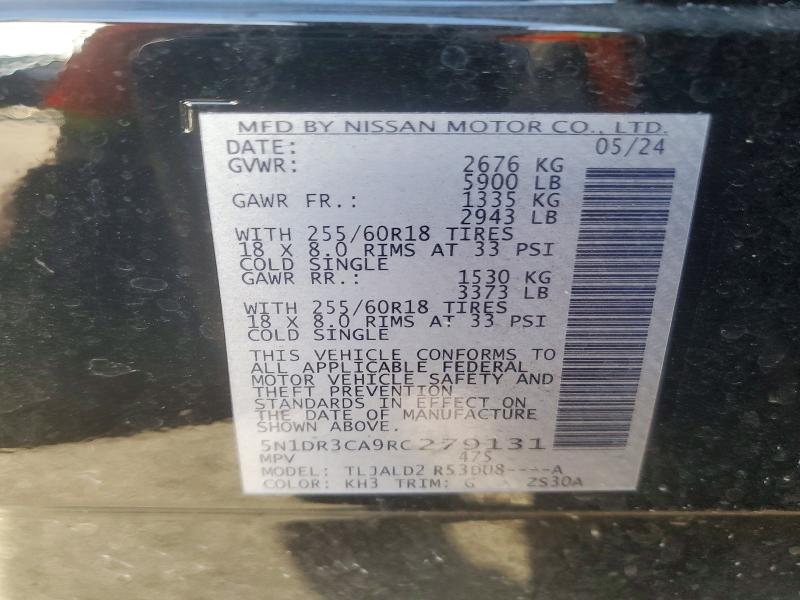 MFD BY NISSAN MOTOR CO., LTD.
DATE: 05/24
GVWR: 2676 KG
5900 LB
GAWR FR.: 1335 KG
2943 LB
WITH 255/60R18 TIRES
18 X 8.0 RIMS AT 33 PSI
COLD SINGLE
GAWR RR.: 1530 KG
3373 LB
WITH 255/60R18 TIRES
18 X 8.0 RIMS AT 33 PSI
COLD SINGLE
THIS VEHICLE CONFORMS TO
ALL APPLICABLE FEDERAL
MOTOR VEHICLE SAFETY AND
THEFT PREVENTION
STANDARDS IN EFFECT ON
THE DATE OF MANUFACTURE
SHOWN ABOVE.
5N1DR3CA9RC279131
MPV 475
MODEL: TLJALD2 R53DU8----A
COLOR: KH3 TRIM: G ZS30A